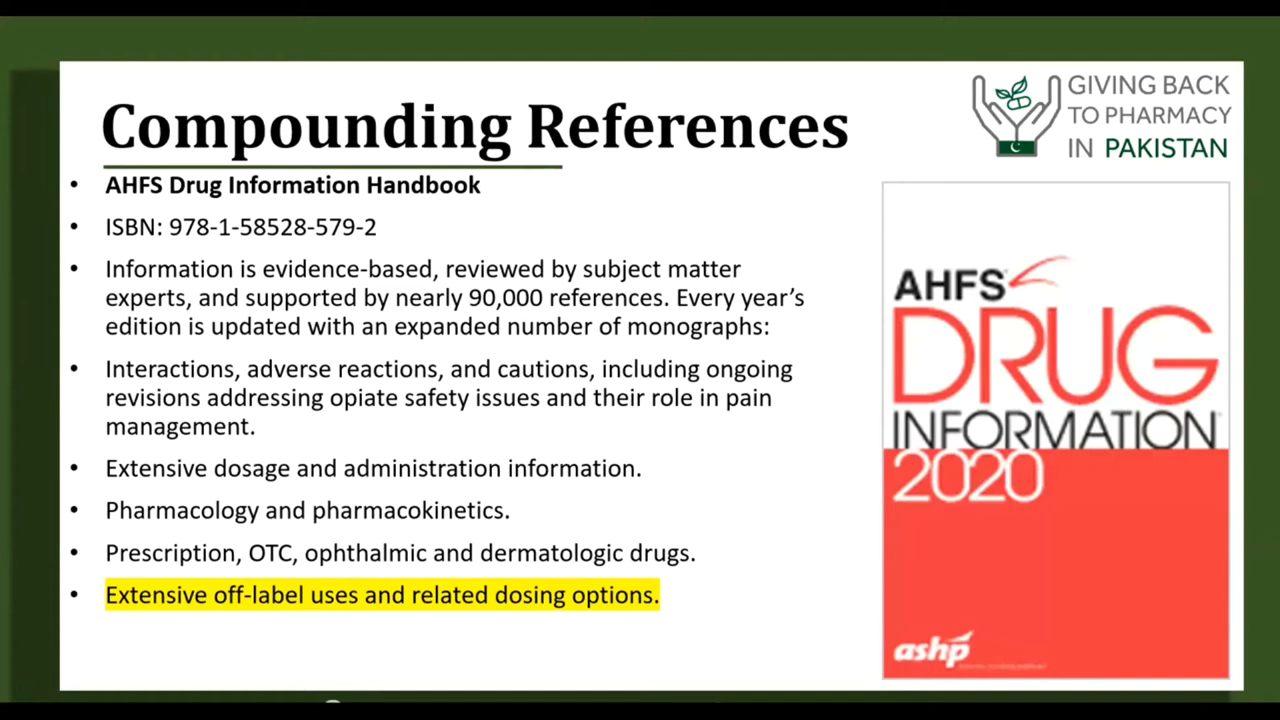 Compounding References
GIVING BACK
TO PHARMACY
IN PAKISTAN
• AHFS Drug Information Handbook
• ISBN: 978-1-58528-579-2
• Information is evidence-based, reviewed by subject matter
experts, and supported by nearly 90,000 references. Every year’s
edition is updated with an expanded number of monographs:
• Interactions, adverse reactions, and cautions, including ongoing
revisions addressing opiate safety issues and their role in pain
management.
• Extensive dosage and administration information.
• Pharmacology and pharmacokinetics.
• Prescription, OTC, ophthalmic and dermatologic drugs.
• Extensive off-label uses and related dosing options.
AHFS
DRUG
INFORMATION
2020
ashp